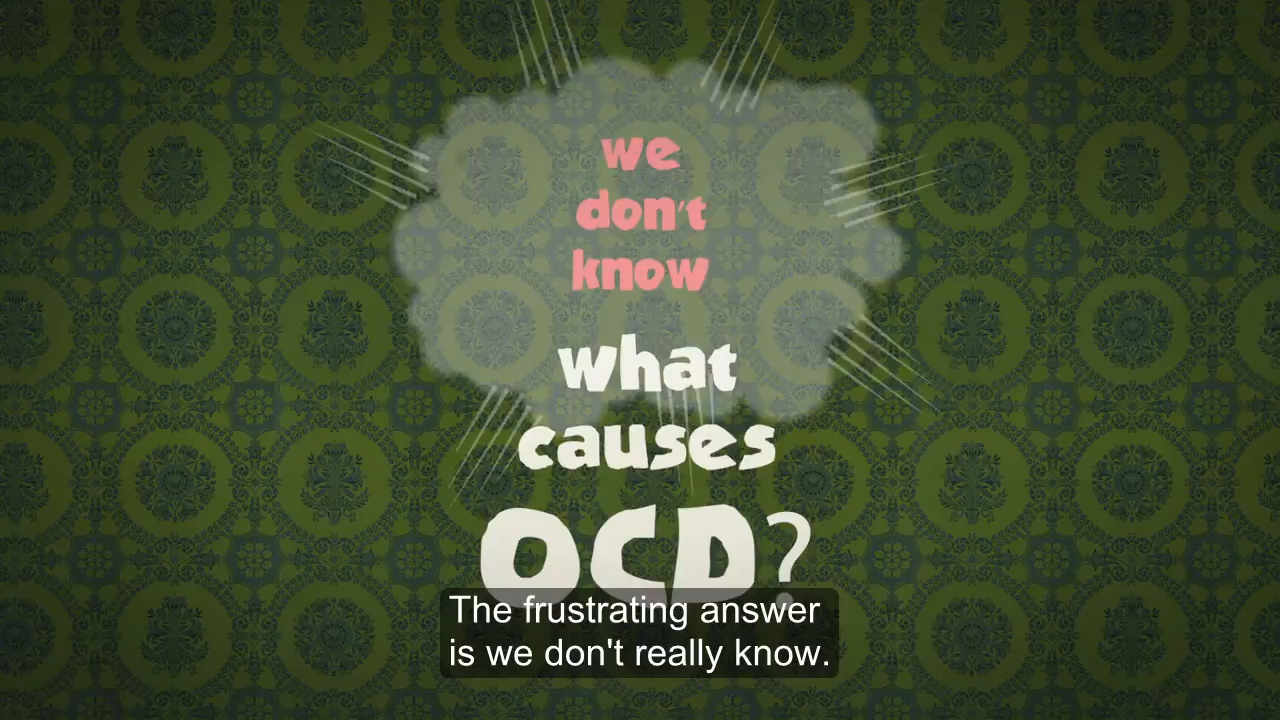 we
don't
know
what
causes
OCD?
The frustrating answer
is we don't really know.